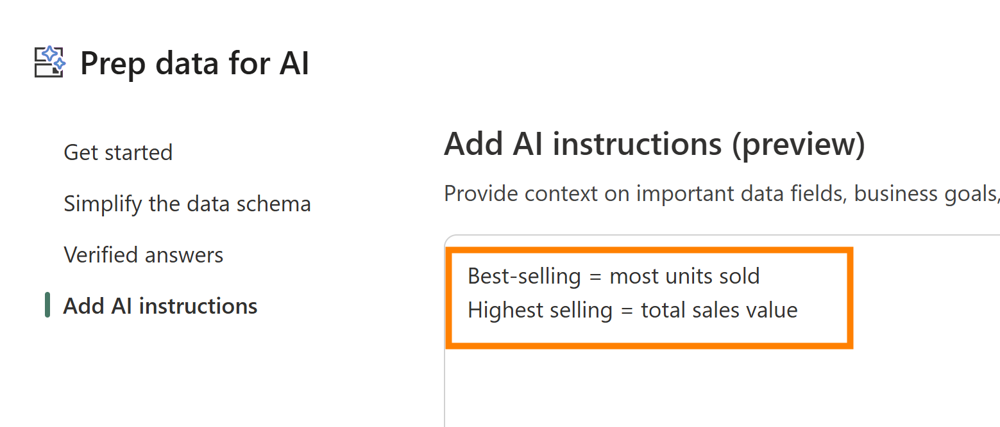 Prep data for AI
Get started
Simplify the data schema
Verified answers
Add AI instructions
Add AI instructions (preview)
Provide context on important data fields, business goals,
Best-selling = most units sold
Highest selling = total sales value